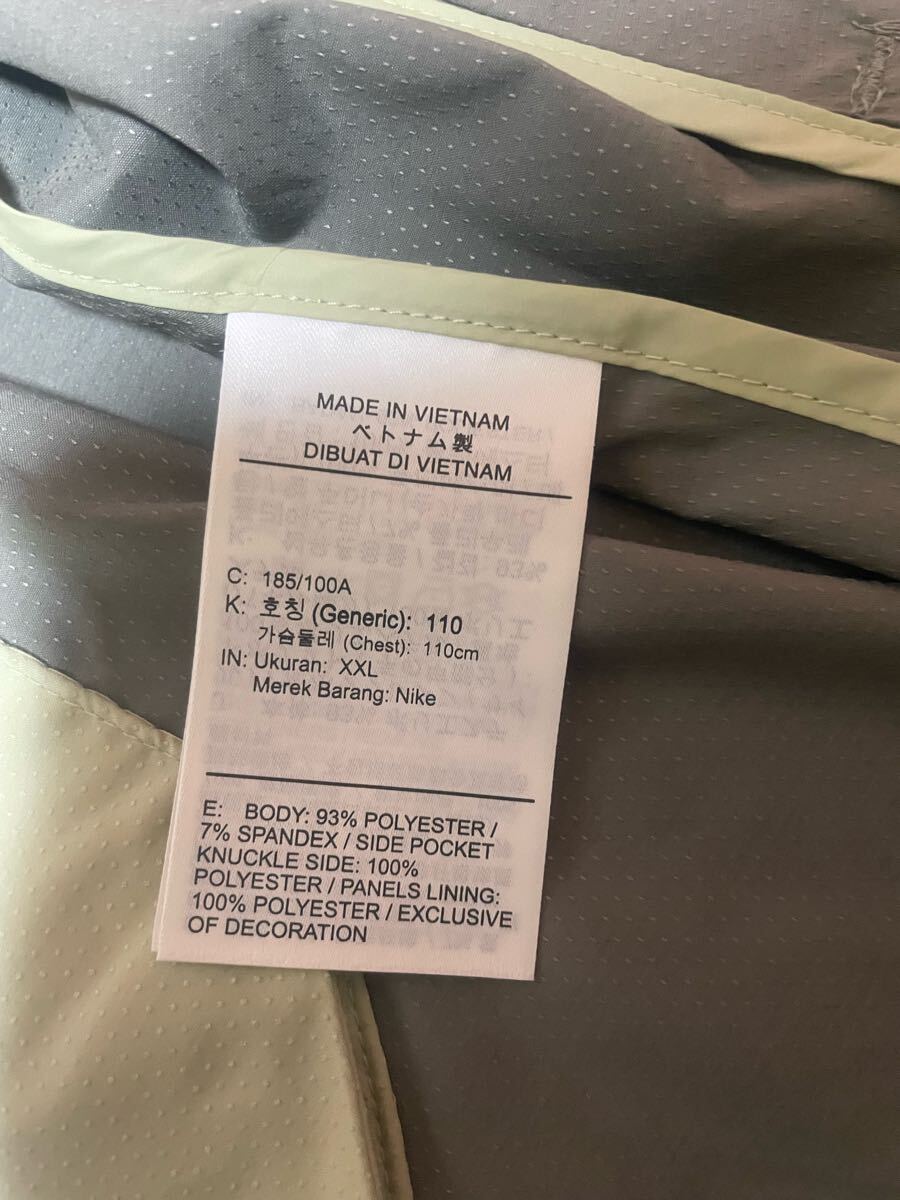 MADE IN VIETNAM
ベトナム製
DIBUAT DI VIETNAM
C: 185/100A
K: 호칭 (Generic): 110
가슴둘레 (Chest): 110cm
IN: Ukuran: XXL
Merek Barang: Nike
E: BODY: 93% POLYESTER /
7% SPANDEX / SIDE POCKET
KNUCKLE SIDE: 100%
POLYESTER / PANELS LINING:
100% POLYESTER / EXCLUSIVE
OF DECORATION